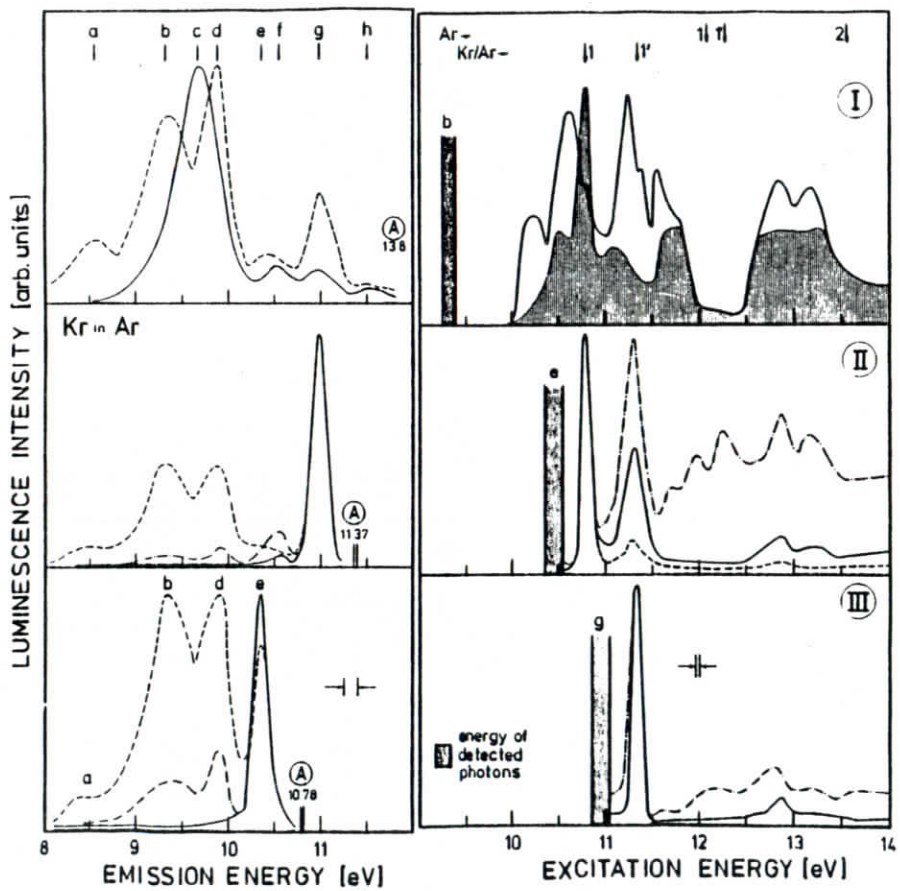 LUMINESCENCE INTENSITY [arb. units]
a b c d e f g h
A
13 8
Kr in Ar
A
11 37
b d e
a
A
10 78
8 9 10 11
EMISSION ENERGY [eV]
Ar
Kr/Ar
1 1' 2
1 1'
I
b
II
e
III
g
energy of
detected
photons
10 11 12 13 14
EXCITATION ENERGY [eV]